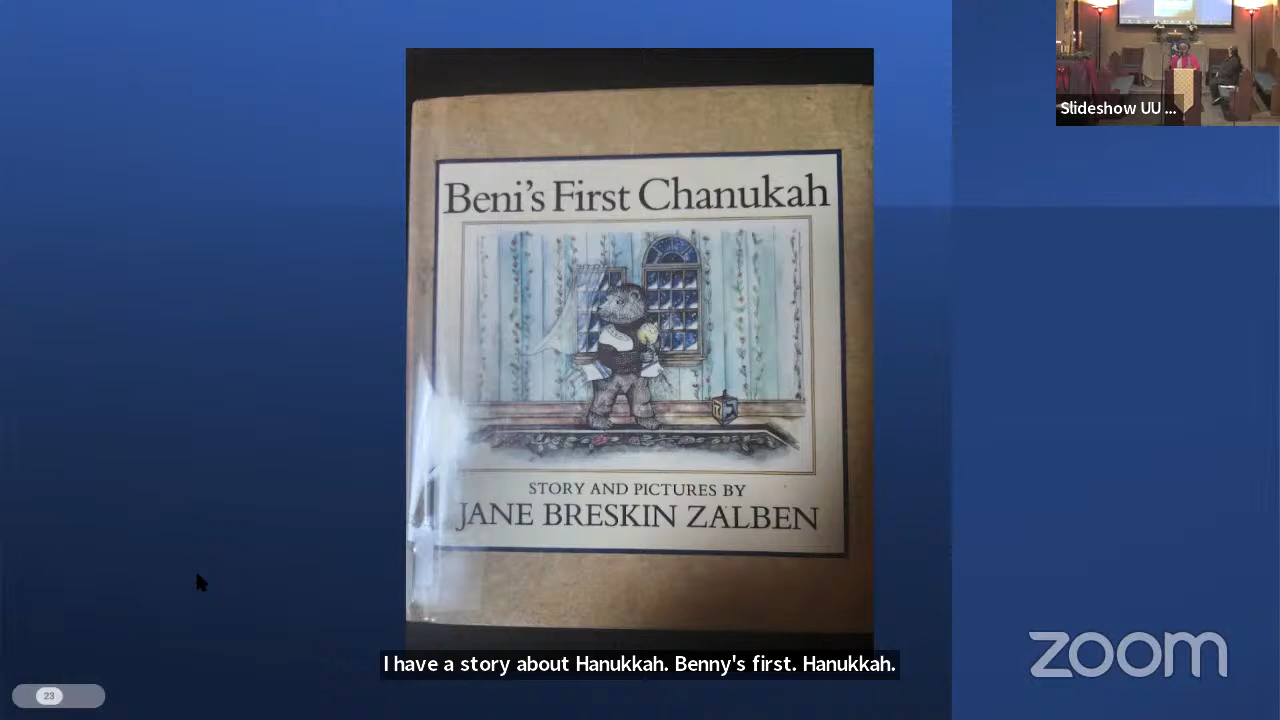 Slideshow UU ...
Beni's First Chanukah
STORY AND PICTURES BY
JANE BRESKIN ZALBEN
I have a story about Hanukkah. Benny's first. Hanukkah.
zoom
23